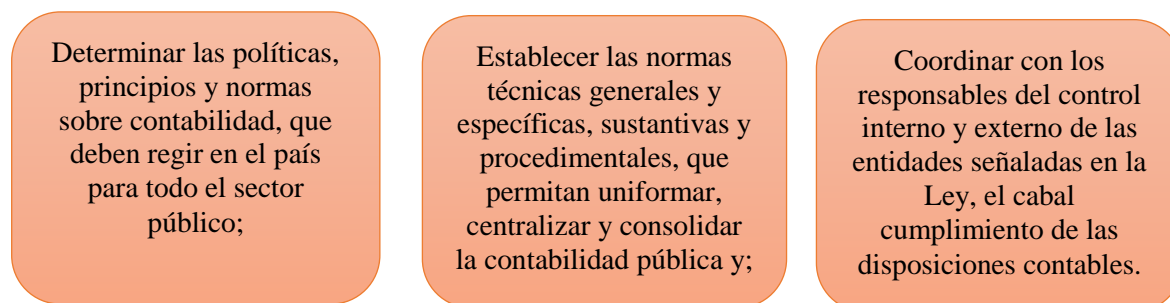 Determinar las políticas,
principios y normas
sobre contabilidad, que
deben regir en el país
para todo el sector
público;
Establecer las normas
técnicas generales y
específicas, sustantivas y
procedimentales, que
permitan uniformar,
centralizar y consolidar
la contabilidad pública y;
Coordinar con los
responsables del control
interno y externo de las
entidades señaladas en la
Ley, el cabal
cumplimiento de las
disposiciones contables.